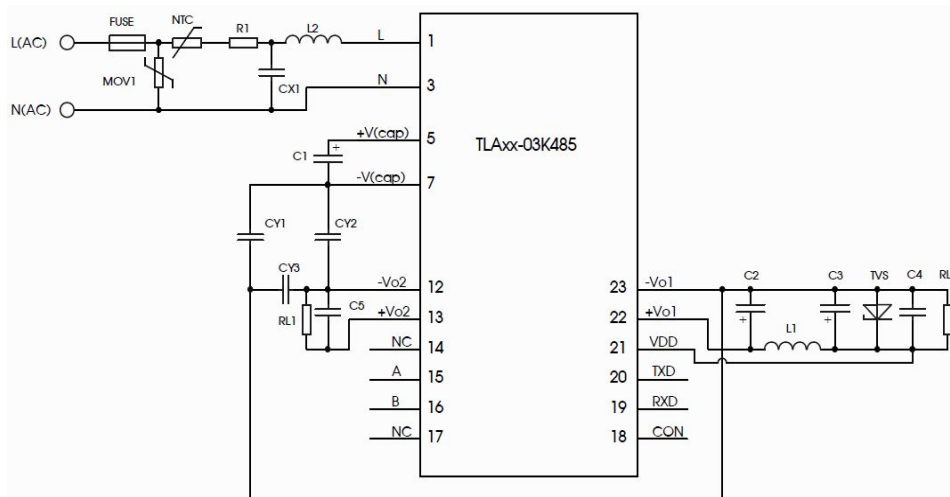 FUSE
NTC
R1
L2
L(AC)
L
1
MOV1
CX1
N(AC)
N
3
+V(cap)
5
C1
+
TLAxx-03K485
-V(cap)
7
CY1
CY2
CY3
-Vo2
12
RL1
C5
+Vo2
13
NC
14
A
15
B
16
NC
17
23
-Vo1
22
+Vo1
21
VDD
20
TXD
19
RXD
18
CON
C2
+
L1
C3
+
TVS
C4
RL